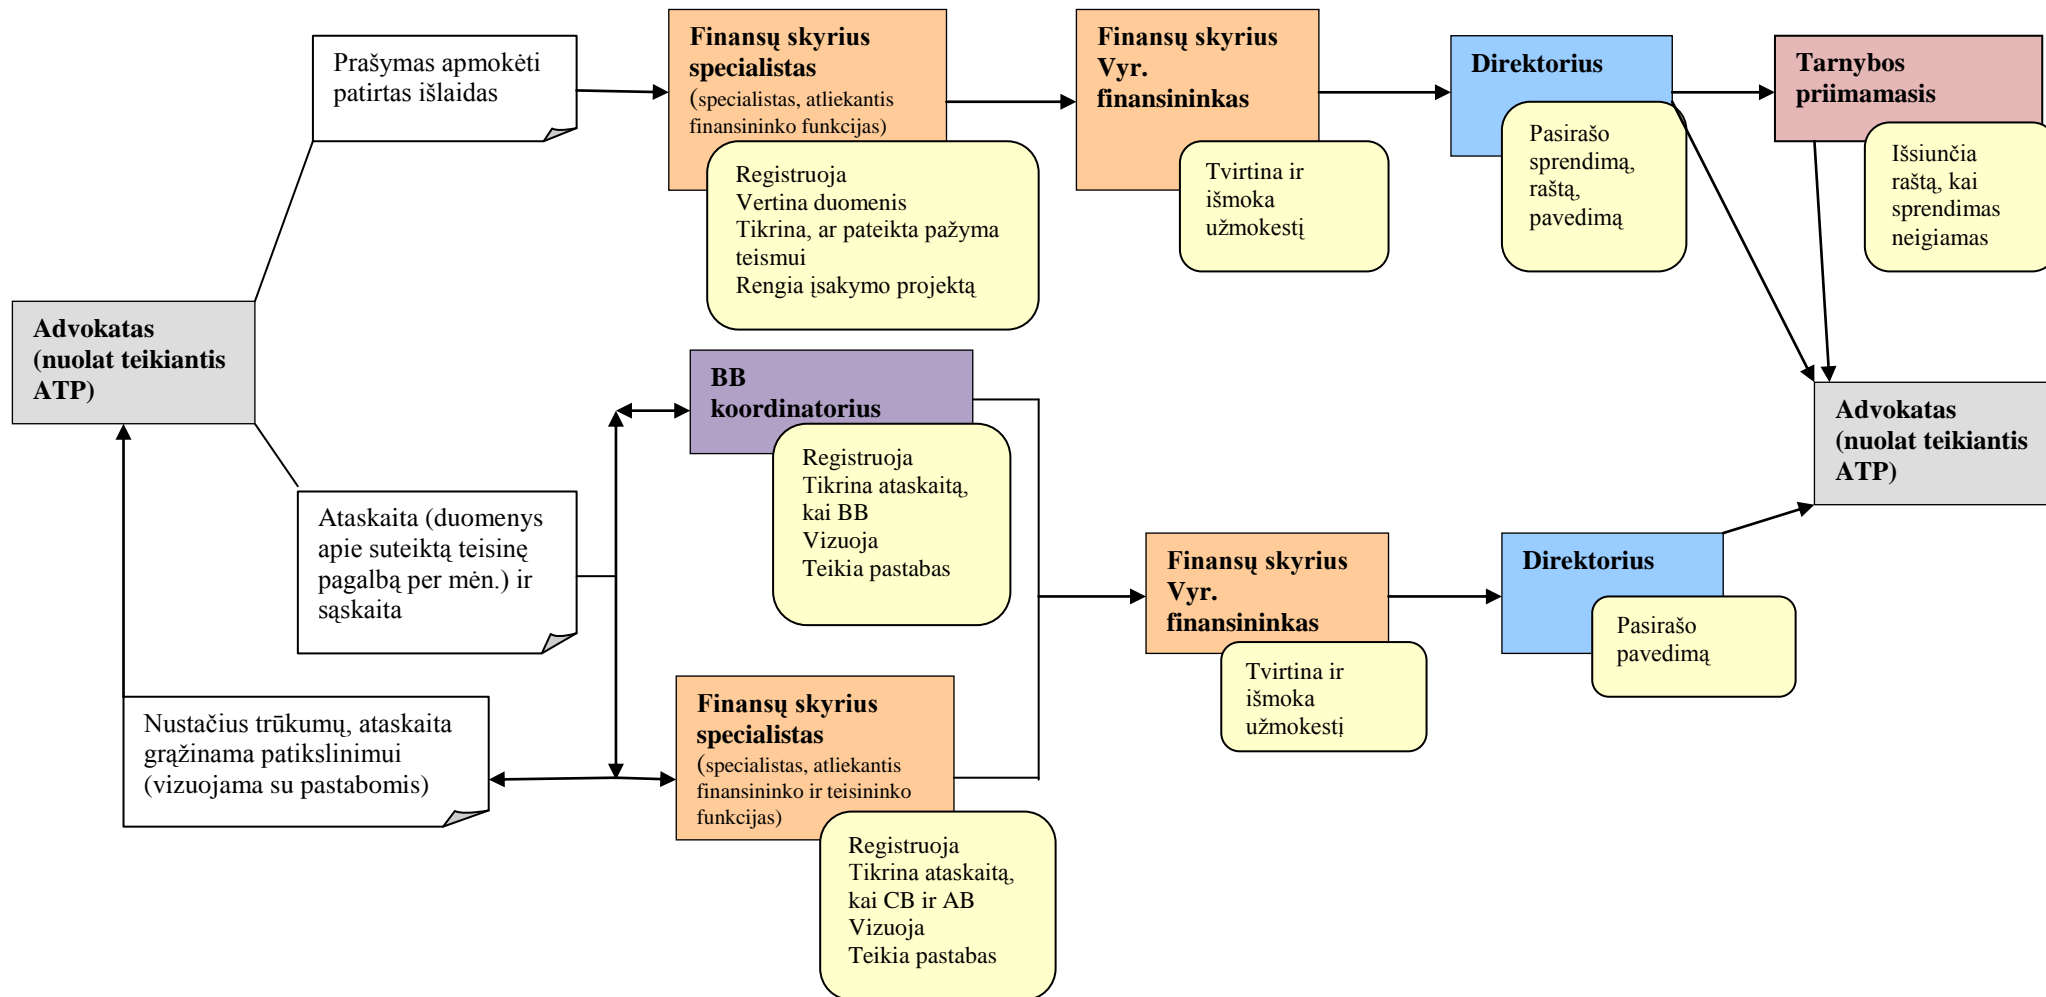 Prašymas apmokėti
patirtas išlaidas
Finansų skyrius
specialistas
(specialistas, atliekantis
finansininko funkcijas)
Registruoja
Vertina duomenis
Tikrina, ar pateikta pažyma
teismui
Rengia įsakymo projektą
Finansų skyrius
Vyr.
finansininkas
Tvirtina ir
išmoka
užmokestį
Direktorius
Pasirašo
sprendimą,
raštą,
pavedimą
Tarnybos
priimamasis
Išsiunčia
raštą, kai
sprendimas
neigiamas
Advokatas
(nuolat teikiantis
ATP)
BB
koordinatorius
Registruoja
Tikrina ataskaitą,
kai BB
Vizuoja
Teikia pastabas
Advokatas
(nuolat teikiantis
ATP)
Ataskaita (duomenys
apie suteiktą teisinę
pagalbą per mėn.) ir
sąskaita
Finansų skyrius
Vyr.
finansininkas
Tvirtina ir
išmoka
užmokestį
Direktorius
Pasirašo
pavedimą
Nustačius trūkumų, ataskaita
grąžinama patikslinimui
(vizuojama su pastabomis)
Finansų skyrius
specialistas
(specialistas, atliekantis
finansininko ir teisininko
funkcijas)
Registruoja
Tikrina ataskaitą,
kai CB ir AB
Vizuoja
Teikia pastabas